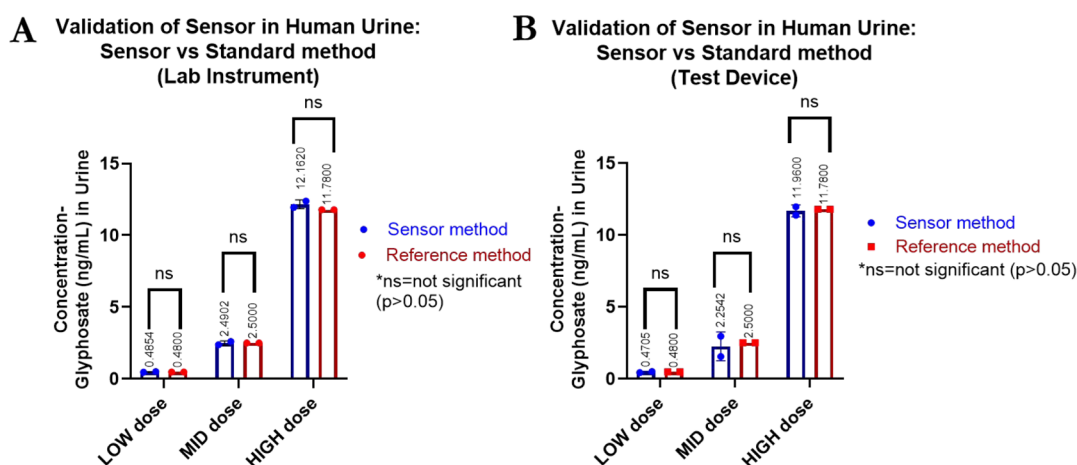 A
Validation of Sensor in Human Urine:
Sensor vs Standard method
(Lab Instrument)
ns
ns
ns
15
10
5
0
Concentration-
Glyphosate (ng/mL) in Urine
0.4854
0.4800
2.4902
2.5000
12.1620
11.7800
LOW dose
MID dose
HIGH dose
Sensor method
Reference method
*ns=not significant
(p>0.05)
B
Validation of Sensor in Human Urine:
Sensor vs Standard method
(Test Device)
ns
ns
ns
15
10
5
0
Concentration-
Glyphosate (ng/mL) in Urine
0.4705
0.4800
2.2542
2.5000
11.9600
11.7800
LOW dose
MID dose
HIGH dose
Sensor method
Reference method
*ns=not significant (p>0.05)